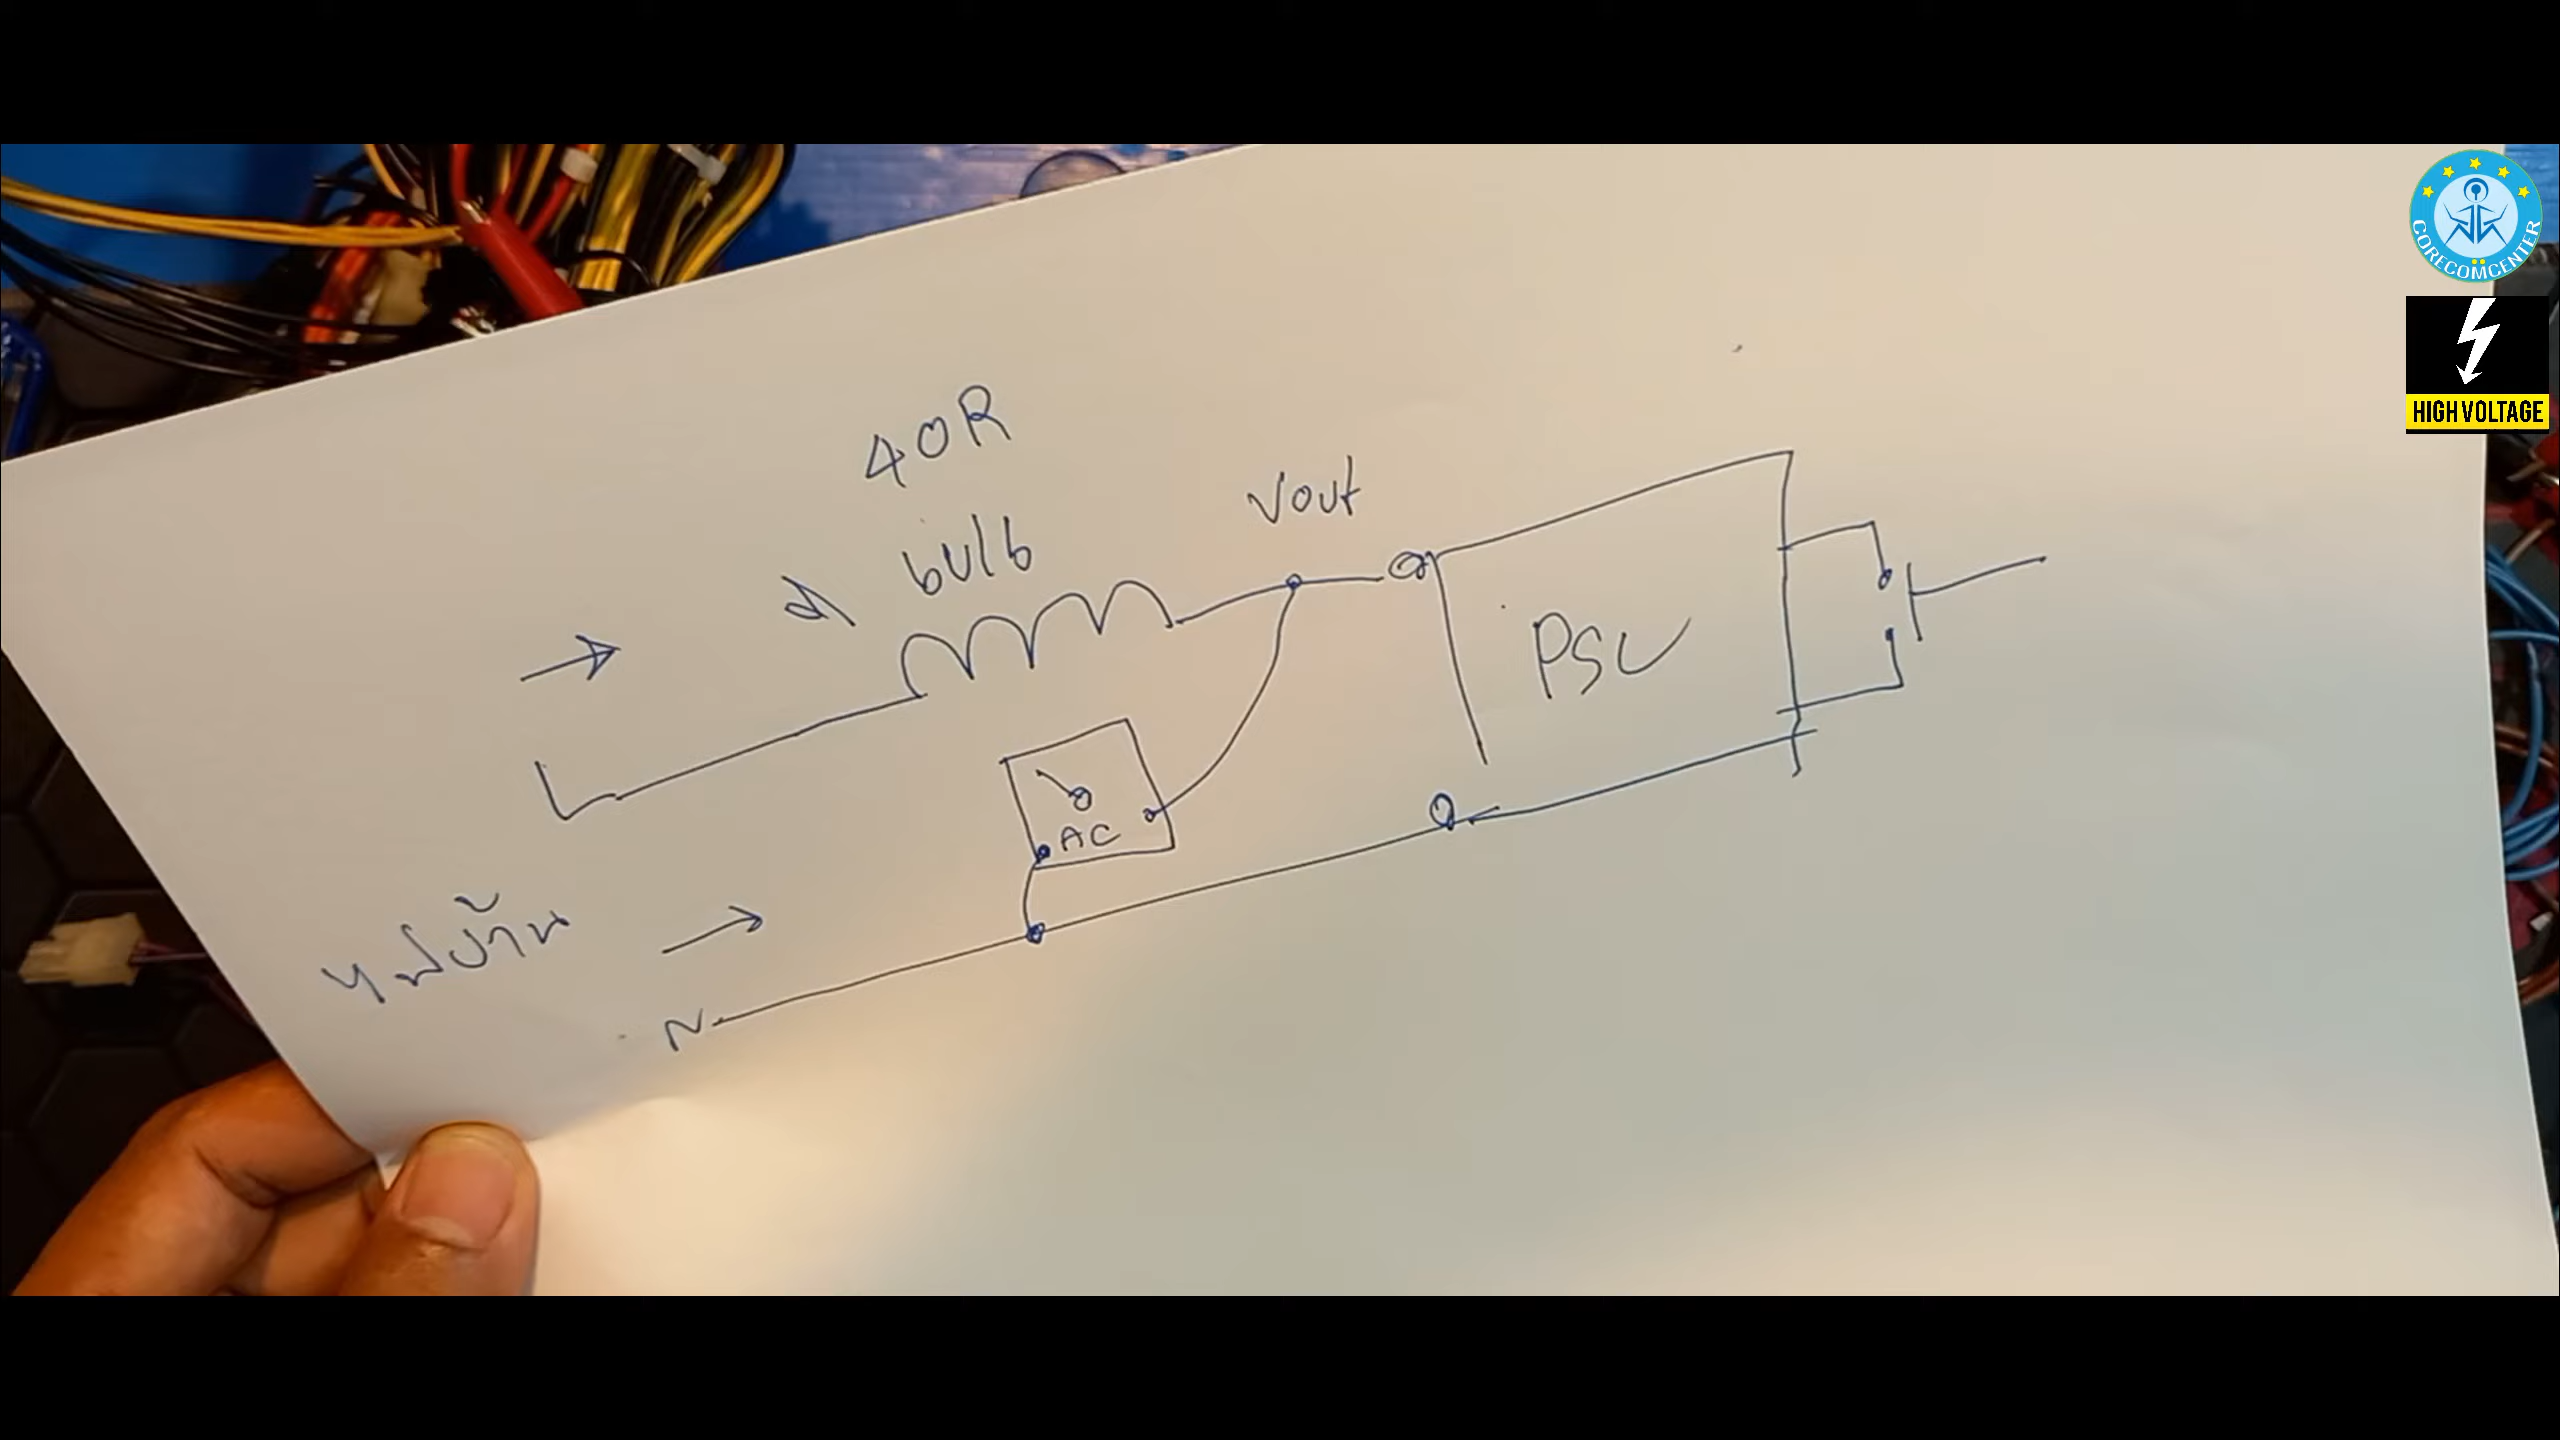 40R
bulb
Vout
PSU
L
AC
ไฟบ้าน
N
CORECOMCENTER
HIGH VOLTAGE